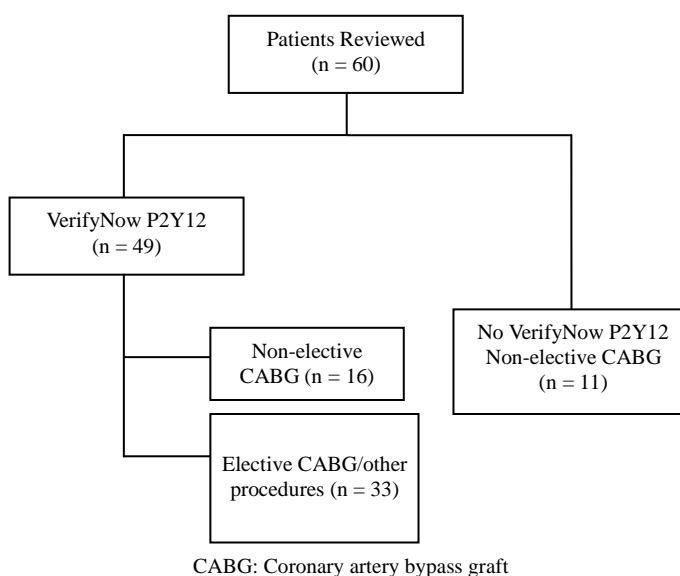 Patients Reviewed
(n = 60)
VerifyNow P2Y12
(n = 49)
No VerifyNow P2Y12
Non-elective CABG
(n = 11)
Non-elective
CABG (n = 16)
Elective CABG/other
procedures (n = 33)
CABG: Coronary artery bypass graft